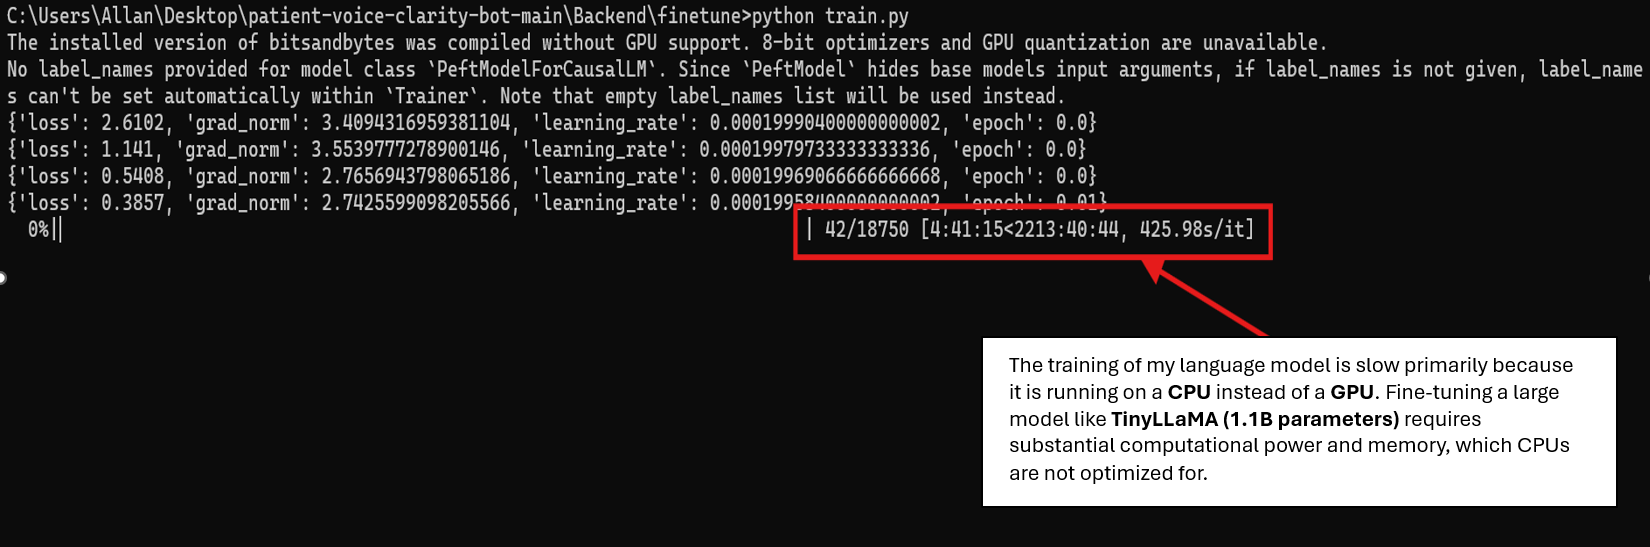 C:\Users\Allan\Desktop\patient-voice-clarity-bot-main\Backend\finetune>python train.py
The installed version of bitsandbytes was compiled without GPU support. 8-bit optimizers and GPU quantization are unavailable.
No label_names provided for model class `PeftModelForCausalLM`. Since `PeftModel` hides base models input arguments, if label_names is not given, label_name
s can't be set automatically within `Trainer`. Note that empty label_names list will be used instead.
{'loss': 2.6102, 'grad_norm': 3.4094316959381104, 'learning_rate': 0.00019990400000000002, 'epoch': 0.0}
{'loss': 1.141, 'grad_norm': 3.5539777278900146, 'learning_rate': 0.00019979733333333336, 'epoch': 0.0}
{'loss': 0.5408, 'grad_norm': 2.7656943798065186, 'learning_rate': 0.00019969066666666668, 'epoch': 0.0}
{'loss': 0.3857, 'grad_norm': 2.7425599098205566, 'learning_rate': 0.00019958400000000002, 'epoch': 0.01}
0%| | 42/18750 [4:41:15<2213:40:44, 425.98s/it]
The training of my language model is slow primarily because
it is running on a CPU instead of a GPU. Fine-tuning a large
model like TinyLLaMA (1.1B parameters) requires
substantial computational power and memory, which CPUs
are not optimized for.